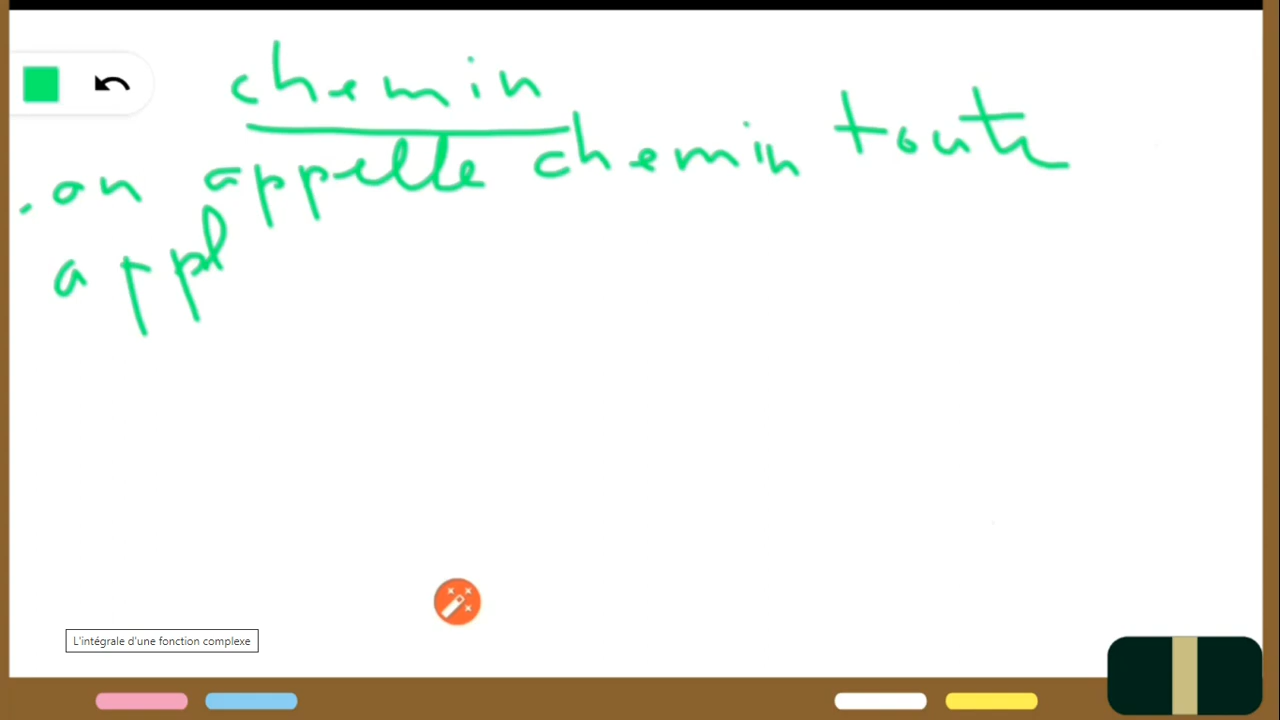 chemin
. on appelle chemin toute
appl
L'intégrale d'une fonction complexe